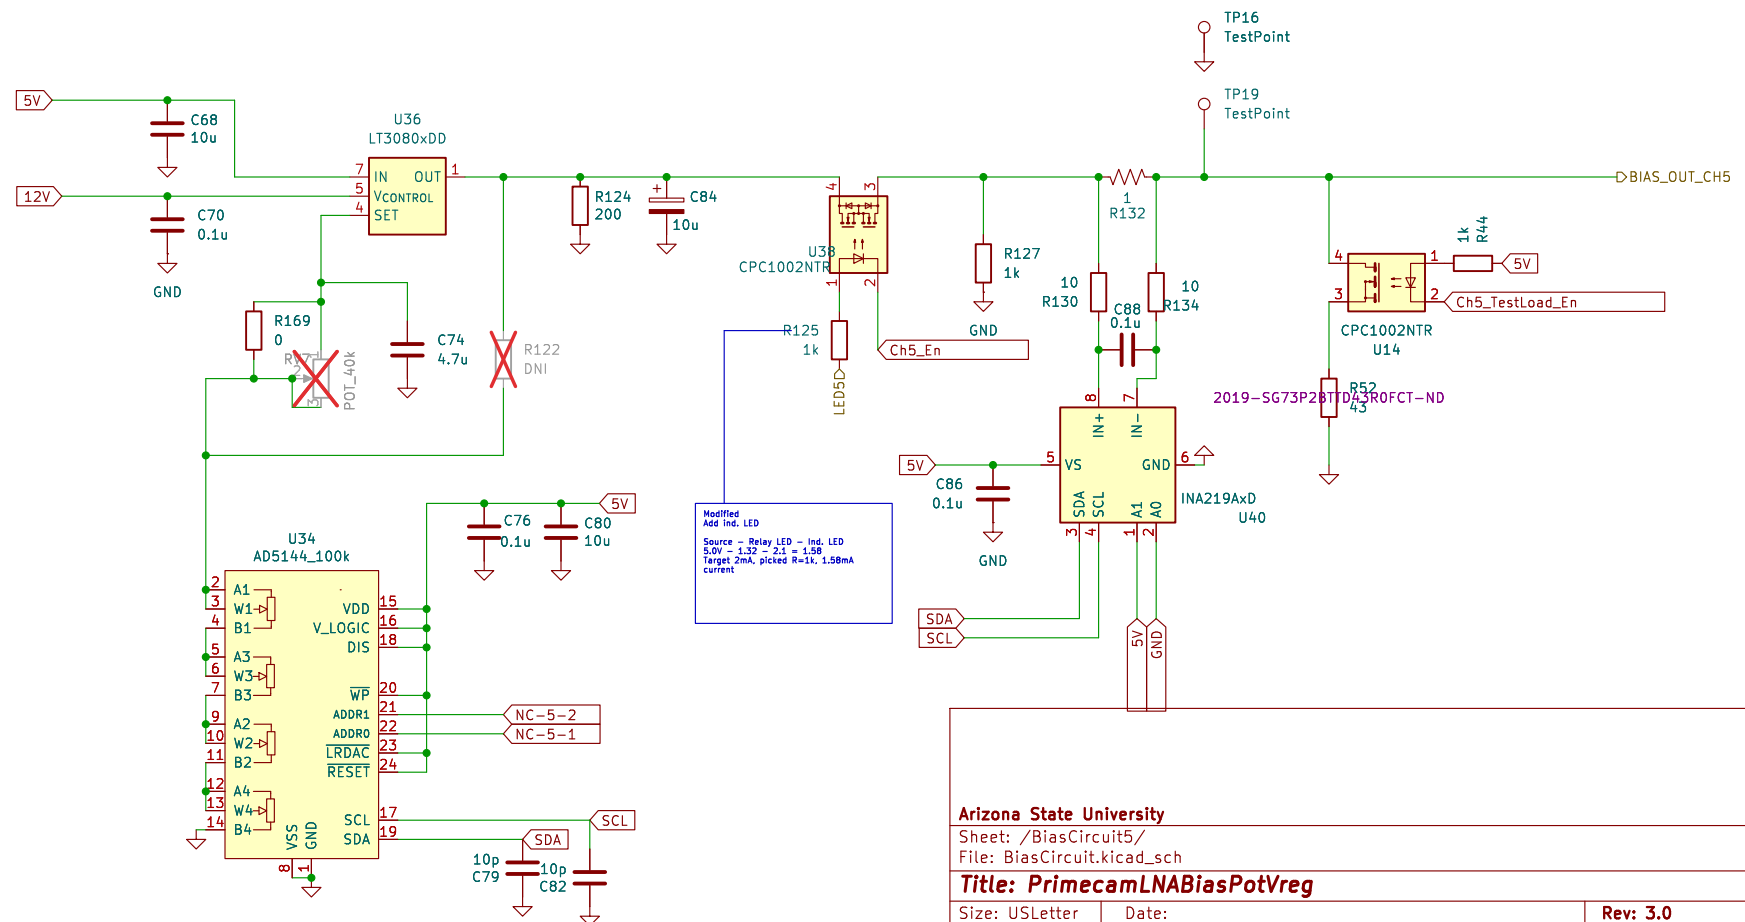 TP16
TestPoint
TP19
TestPoint
5V
C68
10u
U36
LT3080xDD
7
IN
OUT
1
5
VCONTROL
4
SET
12V
C70
0.1u
GND
R124
200
+
C84
10u
4
3
U38
CPC1002NTR
1
2
R127
1k
GND
1
R132
BIAS_OUT_CH5
1k
R44
4
1
5V
3
2
Ch5_TestLoad_En
CPC1002NTR
U14
10
R130
10
R134
C88
0.1u
R169
0
RV7
1
2
3
POT_40k
C74
4.7u
R122
DNI
R125
1k
Ch5_En
LED5
R52
2019-SG73P2BTTD43R0FCT-ND
43
8
7
IN+
IN-
5V
5
VS
GND
6
C86
0.1u
GND
SDA
SCL
A1
A0
3
4
1
2
INA219AxD
U40
SDA
SCL
5V
GND
Modified
Add ind. LED
Source - Relay LED - Ind. LED
5.0V - 1.32 - 2.1 = 1.58
Target 2mA, picked R=1k, 1.58mA
current
5V
C76
0.1u
C80
10u
U34
AD5144_100k
2
A1
3
W1
4
B1
5
A3
6
W3
7
B3
9
A2
10
W2
11
B2
12
A4
13
W4
14
B4
VDD
15
V_LOGIC
16
DIS
18
WP
20
ADDR1
21
NC-5-2
ADDR0
22
NC-5-1
LRDAC
23
RESET
24
SCL
17
SCL
SDA
19
SDA
VSS
GND
8
1
10p
C79
10p
C82
Arizona State University
Sheet: /BiasCircuit5/
File: BiasCircuit.kicad_sch
Title: PrimecamLNABiasPotVreg
Size: USLetter
Date:
Rev: 3.0